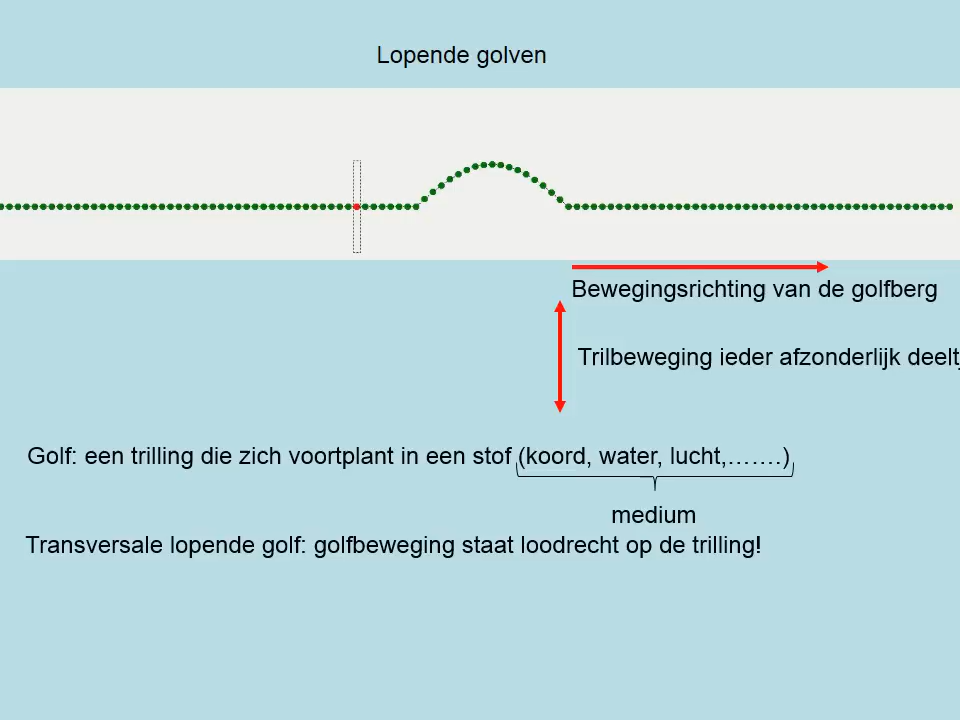 Lopende golven
Bewegingsrichting van de golfberg
Trilbeweging ieder afzonderlijk deeltj
Golf: een trilling die zich voortplant in een stof (koord, water, lucht,.......)
medium
Transversale lopende golf: golfbeweging staat loodrecht op de trilling!